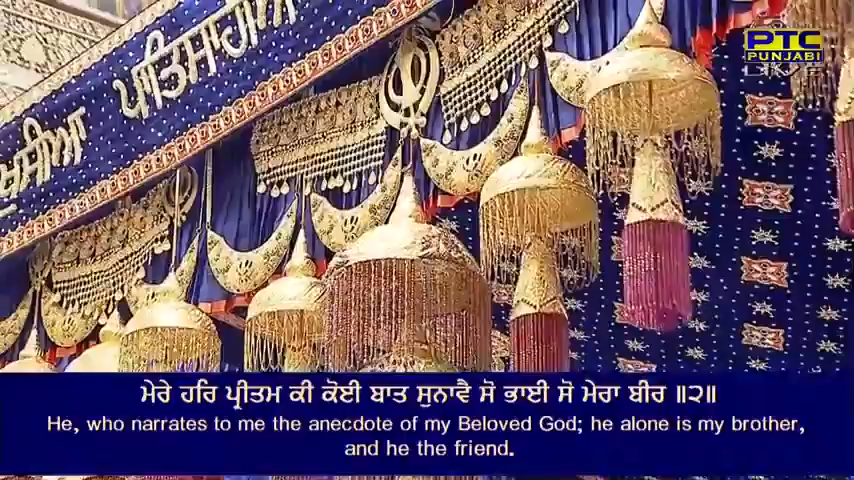 ਪਾਤਿਸਾਹੀ
PTC
PUNJABI
ਮੇਰੇ ਹਰਿ ਪ੍ਰੀਤਮ ਕੀ ਕੋਈ ਬਾਤ ਸੁਨਾਵੈ ਸੋ ਭਾਈ ਸੋ ਮੇਰਾ ਬੀਰ ॥੨॥
He, who narrates to me the anecdote of my Beloved God; he alone is my brother,
and he the friend.